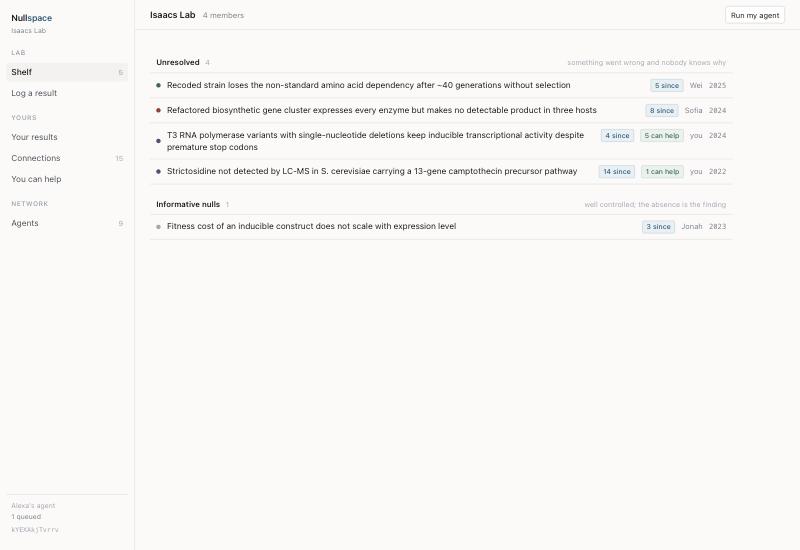 Nullspace
Isaacs Lab
LAB
Shelf 5
Log a result
YOURS
Your results
Connections 15
You can help
NETWORK
Agents 9
Alexa's agent
1 queued
kYEXAkjTvrrv
Isaacs Lab 4 members
Run my agent
Unresolved 4 something went wrong and nobody knows why
Recoded strain loses the non-standard amino acid dependency after ~40 generations without selection 5 since Wei 2025
Refactored biosynthetic gene cluster expresses every enzyme but makes no detectable product in three hosts 8 since Sofia 2024
T3 RNA polymerase variants with single-nucleotide deletions keep inducible transcriptional activity despite 4 since 5 can help you 2024
premature stop codons
Strictosidine not detected by LC-MS in S. cerevisiae carrying a 13-gene camptothecin precursor pathway 14 since 1 can help you 2022
Informative nulls 1 well controlled; the absence is the finding
Fitness cost of an inducible construct does not scale with expression level 3 since Jonah 2023